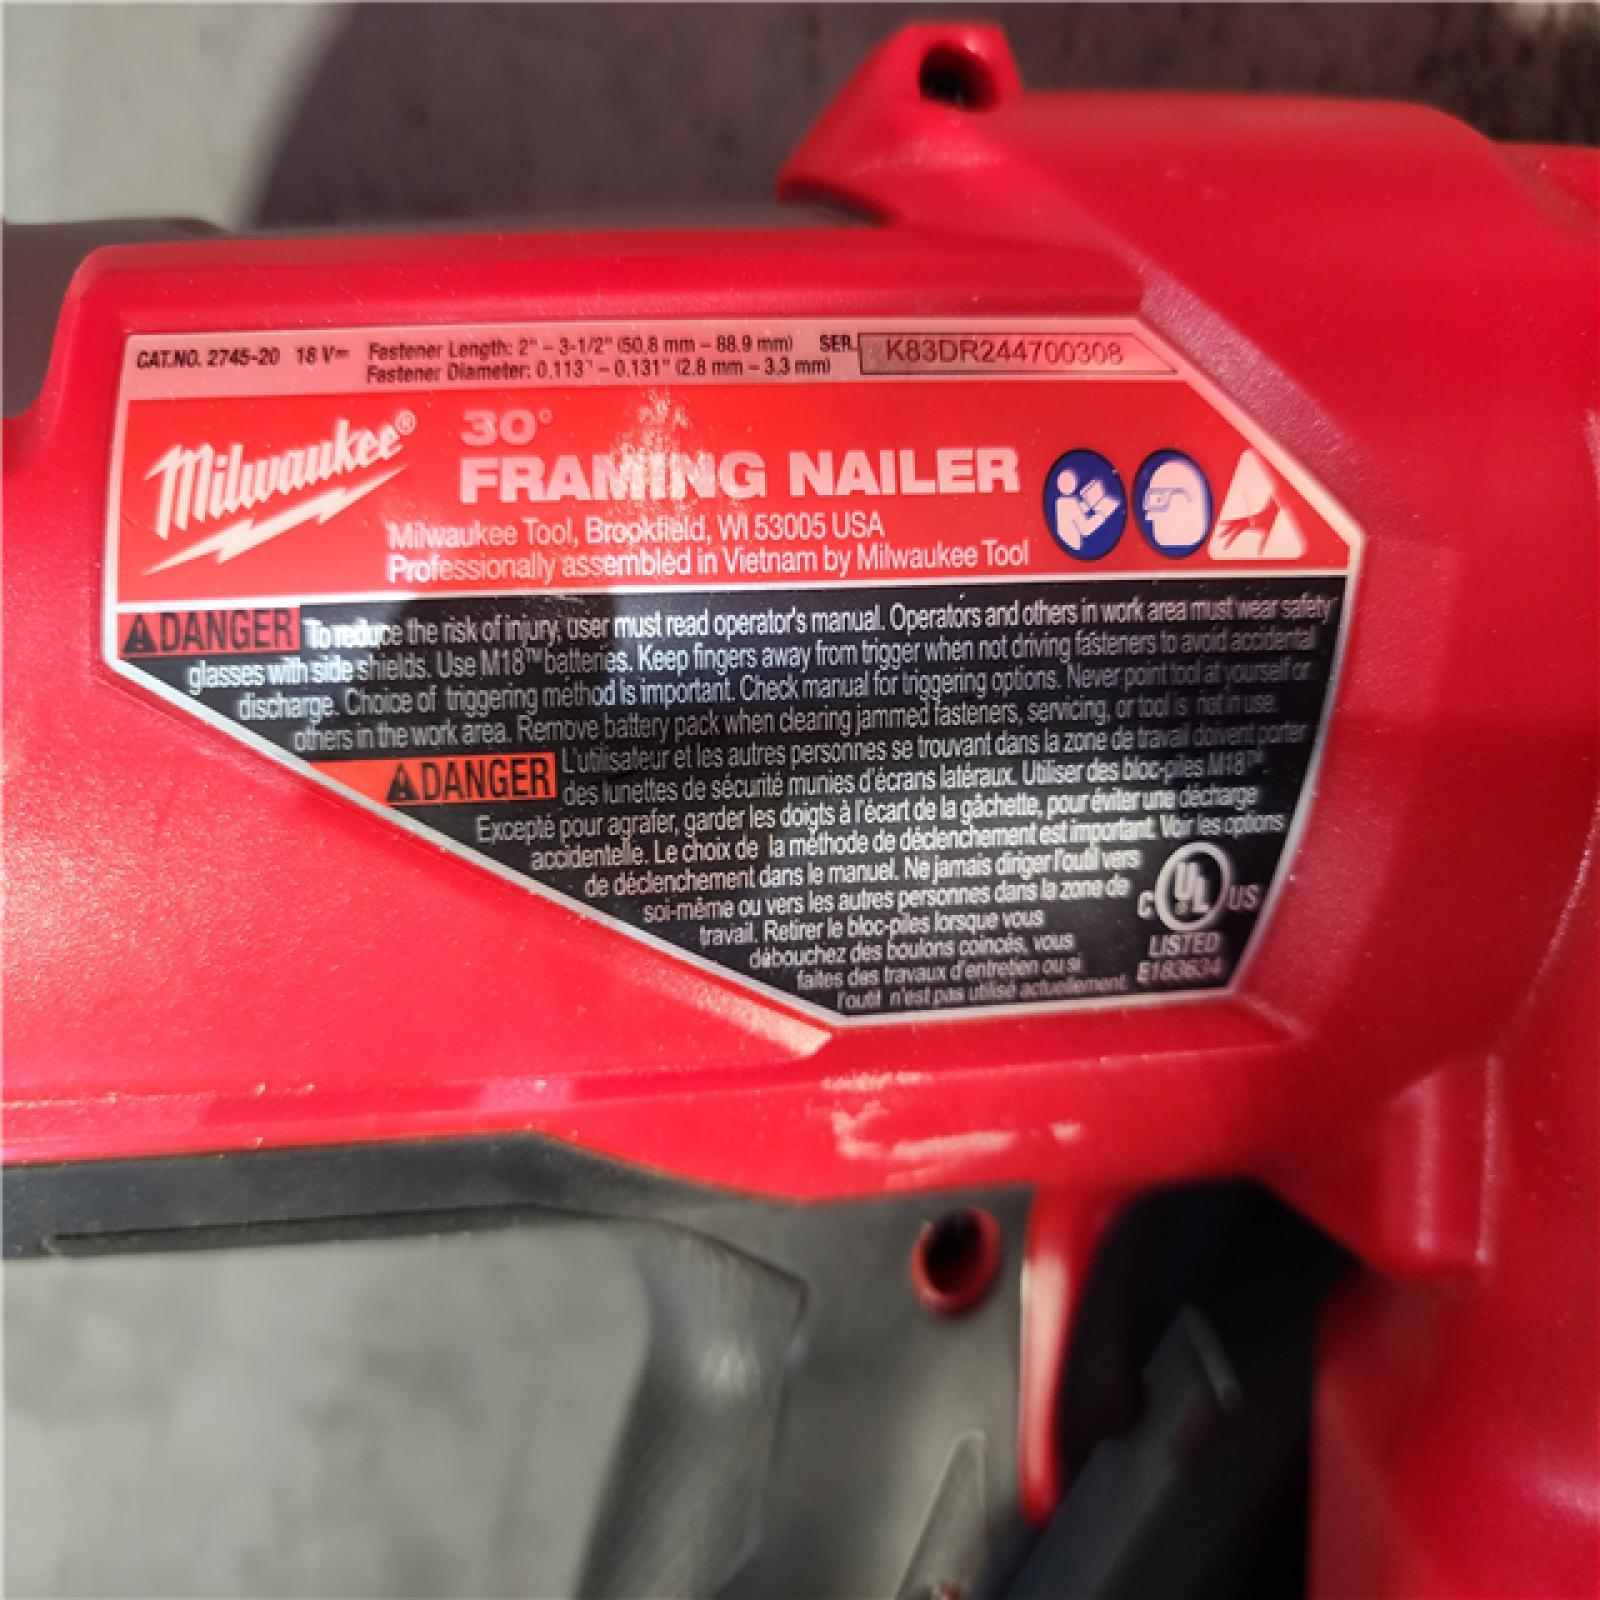 CAT.NO. 2745-20 18 V⎓ Fastener Length: 2" – 3-1/2" (50.8 mm – 88.9 mm) SER. K83DR244700308
Fastener Diameter: 0.113" – 0.131" (2.8 mm – 3.3 mm)
Milwaukee®
30°
FRAMING NAILER
Milwaukee Tool, Brookfield, WI 53005 USA
Professionally assembled in Vietnam by Milwaukee Tool
DANGER To reduce the risk of injury, user must read operator's manual. Operators and others in work area must wear safety
glasses with side shields. Use M18™ batteries. Keep fingers away from trigger when not driving fasteners to avoid accidental
discharge. Choice of triggering method is important. Check manual for triggering options. Never point tool at yourself or
others in the work area. Remove battery pack when clearing jammed fasteners, servicing, or tool is not in use.
DANGER L'utilisateur et les autres personnes se trouvant dans la zone de travail doivent porter
des lunettes de sécurité munies d'écrans latéraux. Utiliser des bloc-piles M18™.
Excepté pour agrafer, garder les doigts à l'écart de la gâchette, pour éviter une décharge
accidentelle. Le choix de la méthode de déclenchement est important. Voir les options
de déclenchement dans le manuel. Ne jamais diriger l'outil vers
soi-même ou vers les autres personnes dans la zone de
travail. Retirer le bloc-piles lorsque vous
débouchez des boulons coincés, vous
faites des travaux d'entretien ou si
l'outil n'est pas utilisé actuellement.
C UL US
LISTED
E183634